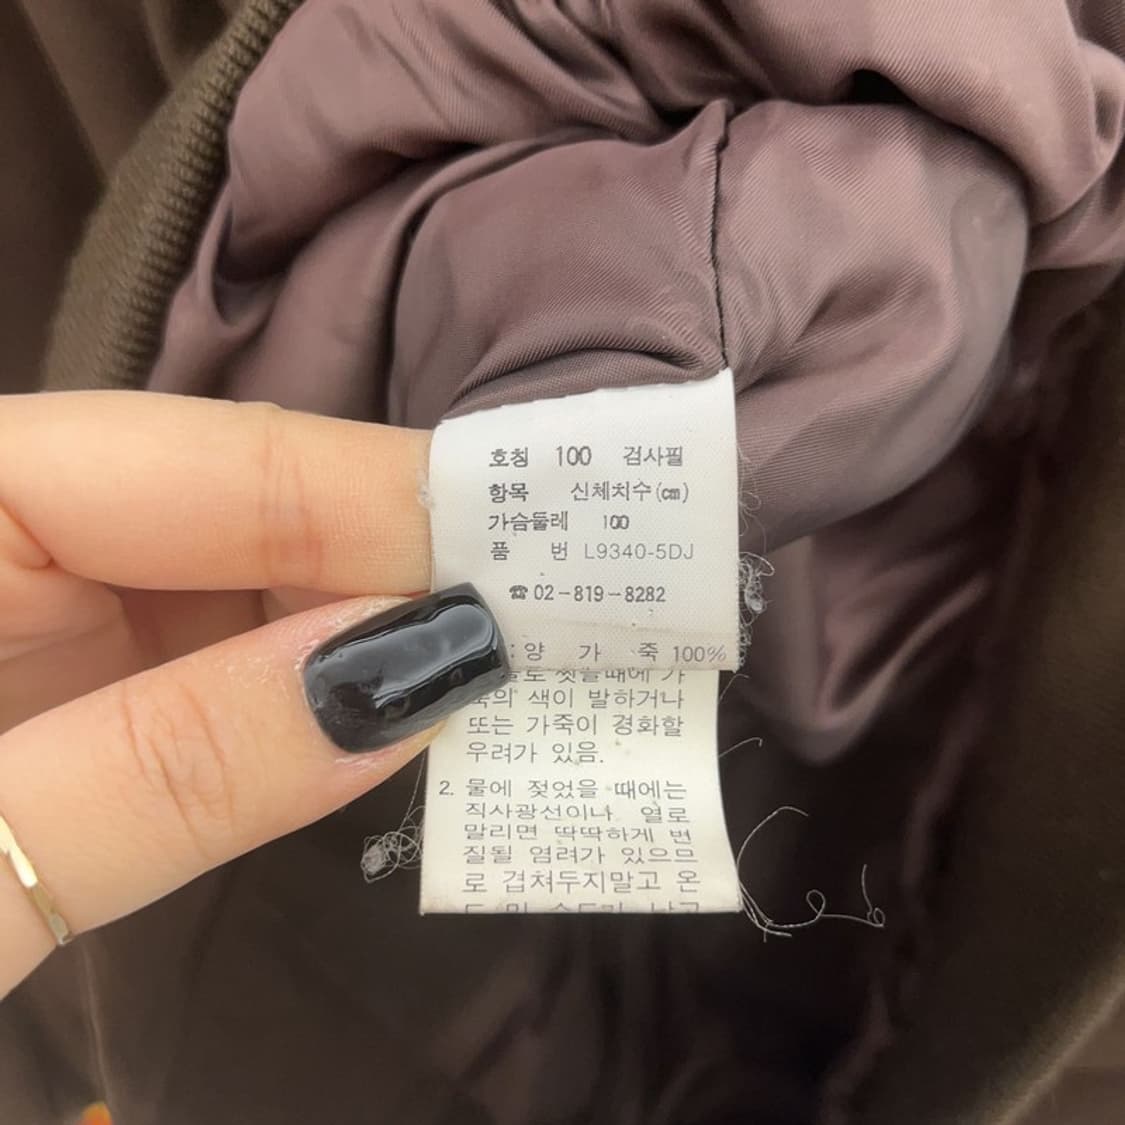 호칭 100 검사필
항목 신체치수(㎝)
가슴둘레 100
품 번 L9340-5DJ
☎ 02-819-8282
: 양 가 죽 100%
씻을때에 가
죽의 색이 발하거나
또는 가죽이 경화할
우려가 있음.
2. 물에 젖었을 때에는
직사광선이나 열로
말리면 딱딱하게 변
질될 염려가 있으므
로 겹쳐두지말고 온